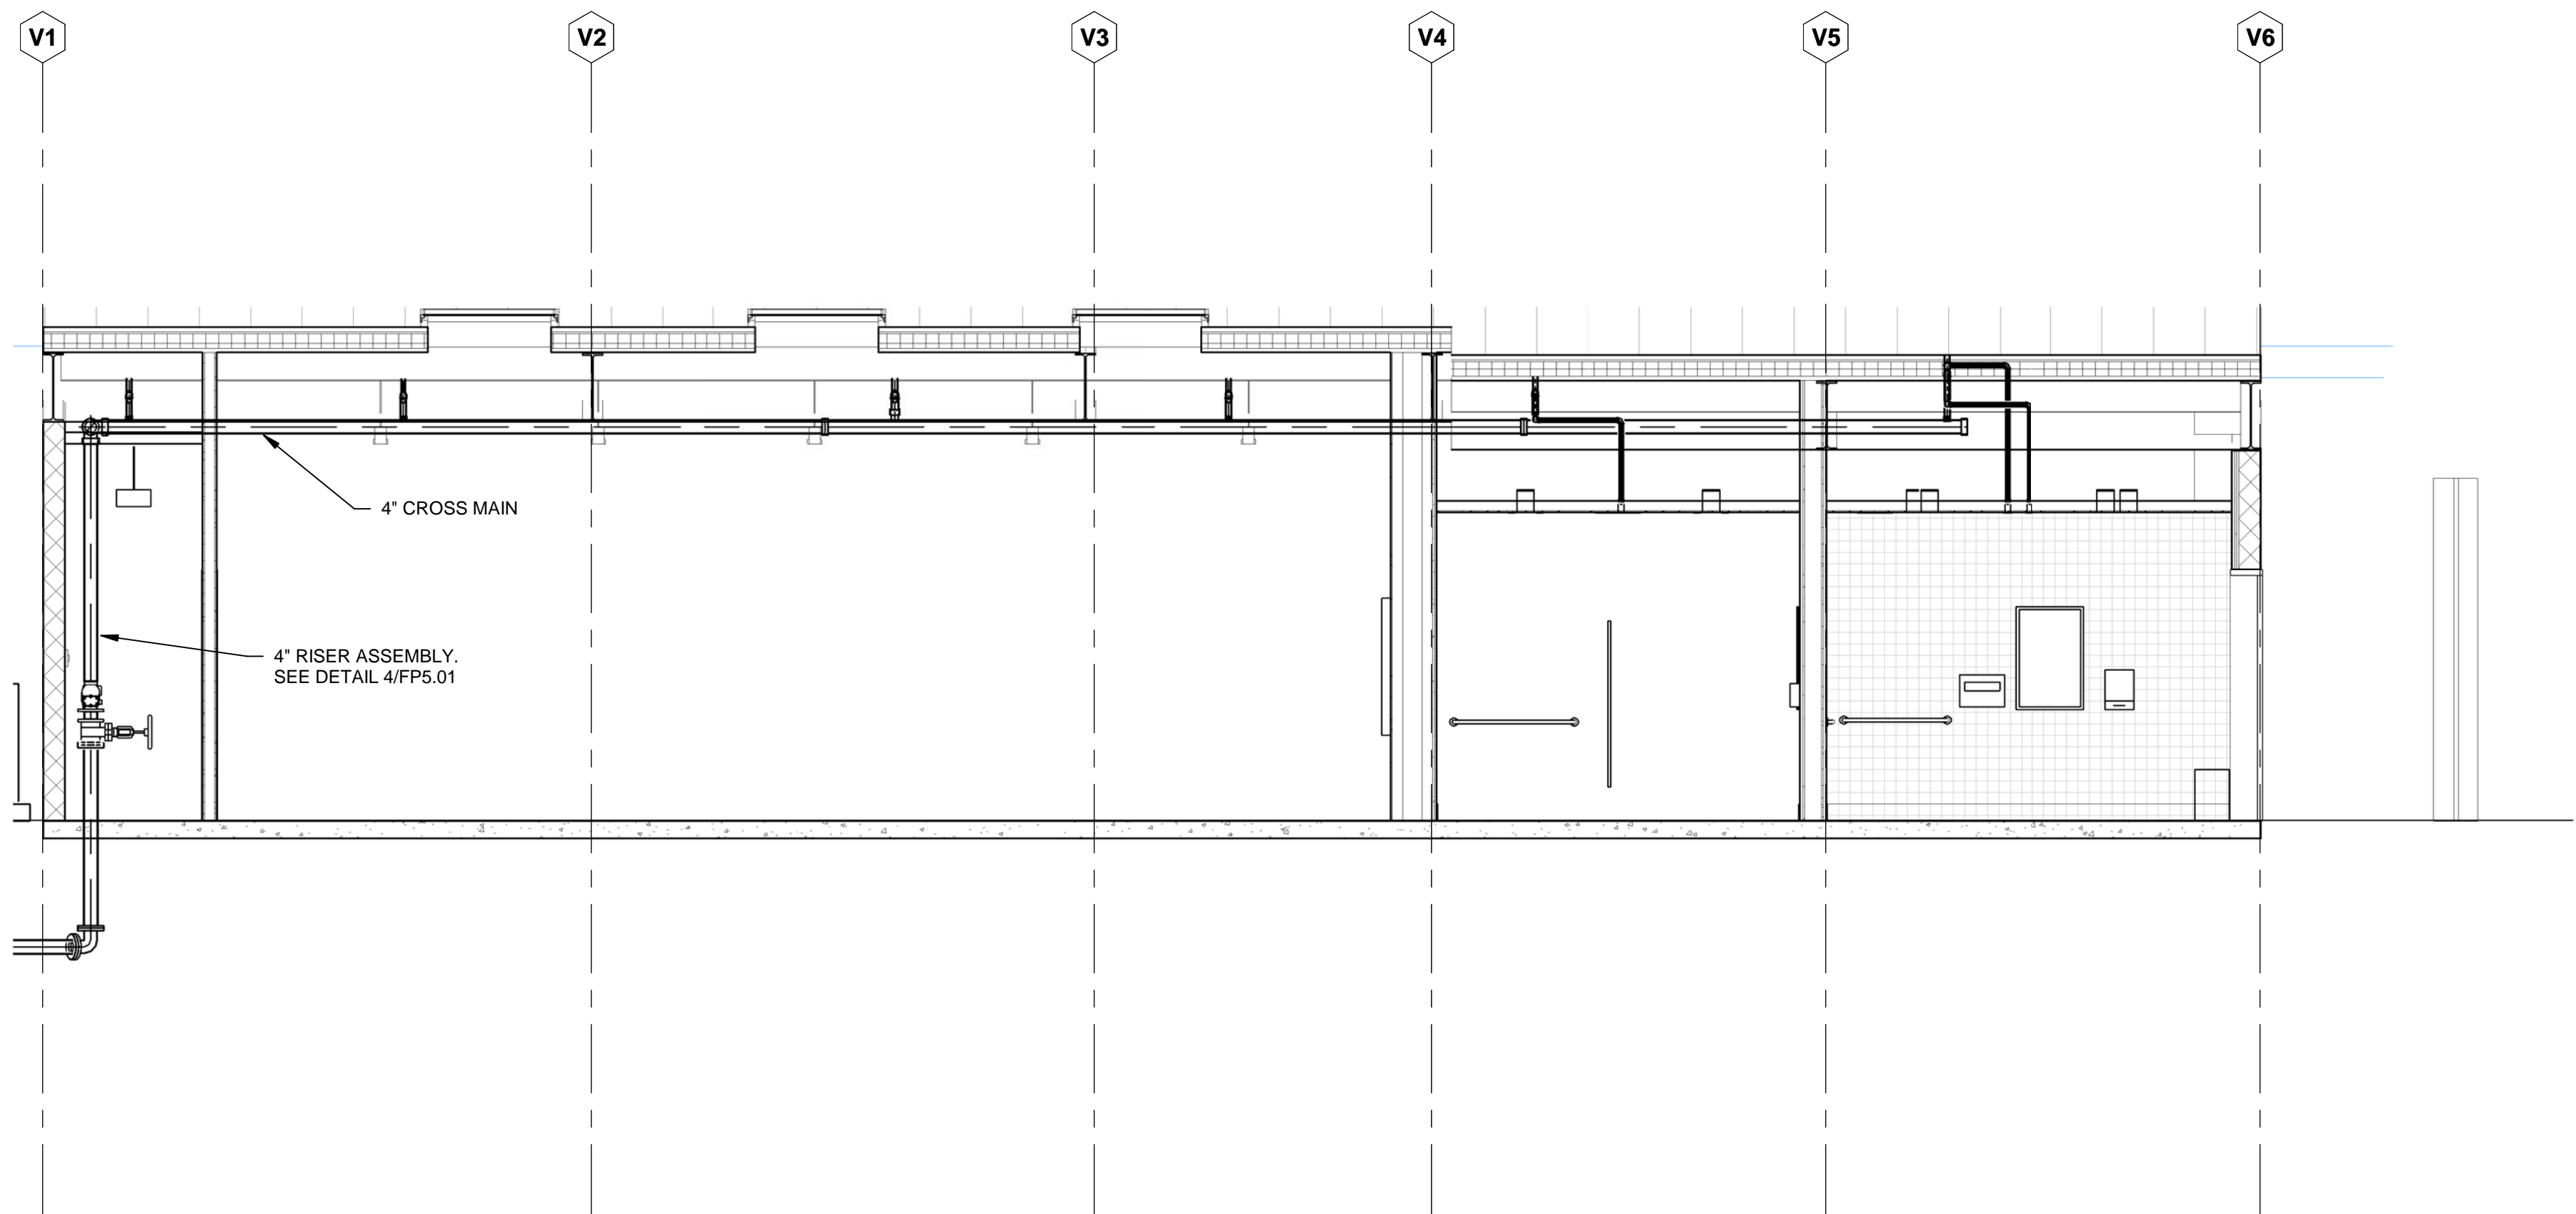 V1
V2
V3
V4
V5
V6
4" CROSS MAIN
4" RISER ASSEMBLY.
SEE DETAIL 4/FP5.01